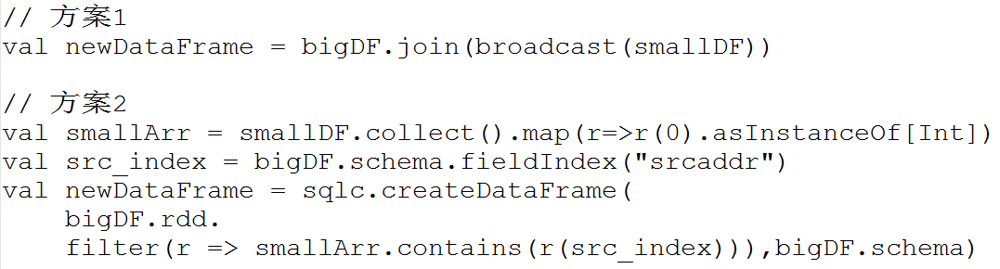 // 方案1
val newDataFrame = bigDF.join(broadcast(smallDF))
// 方案2
val smallArr = smallDF.collect().map(r=>r(0).asInstanceOf[Int])
val src_index = bigDF.schema.fieldIndex("srcaddr")
val newDataFrame = sqlc.createDataFrame(
bigDF.rdd.
filter(r => smallArr.contains(r(src_index))),bigDF.schema)